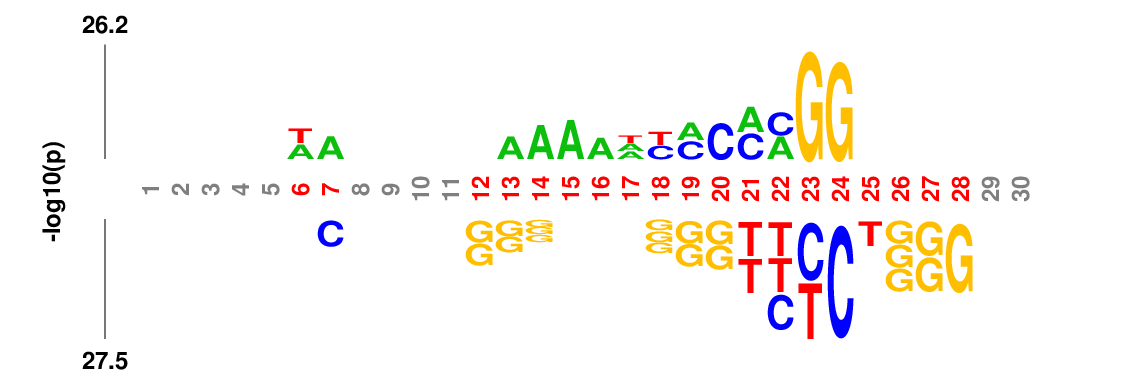 26.2
T T T A A C
A A A A A A A C C C C A G G
-log10(p)
1 2 3 4 5 6 7 8 9 10 11 12 13 14 15 16 17 18 19 20 21 22 23 24 25 26 27 28 29 30
C G G G G G G T T C C T G G G
G G G G G G G T T T G G
G G C G
27.5